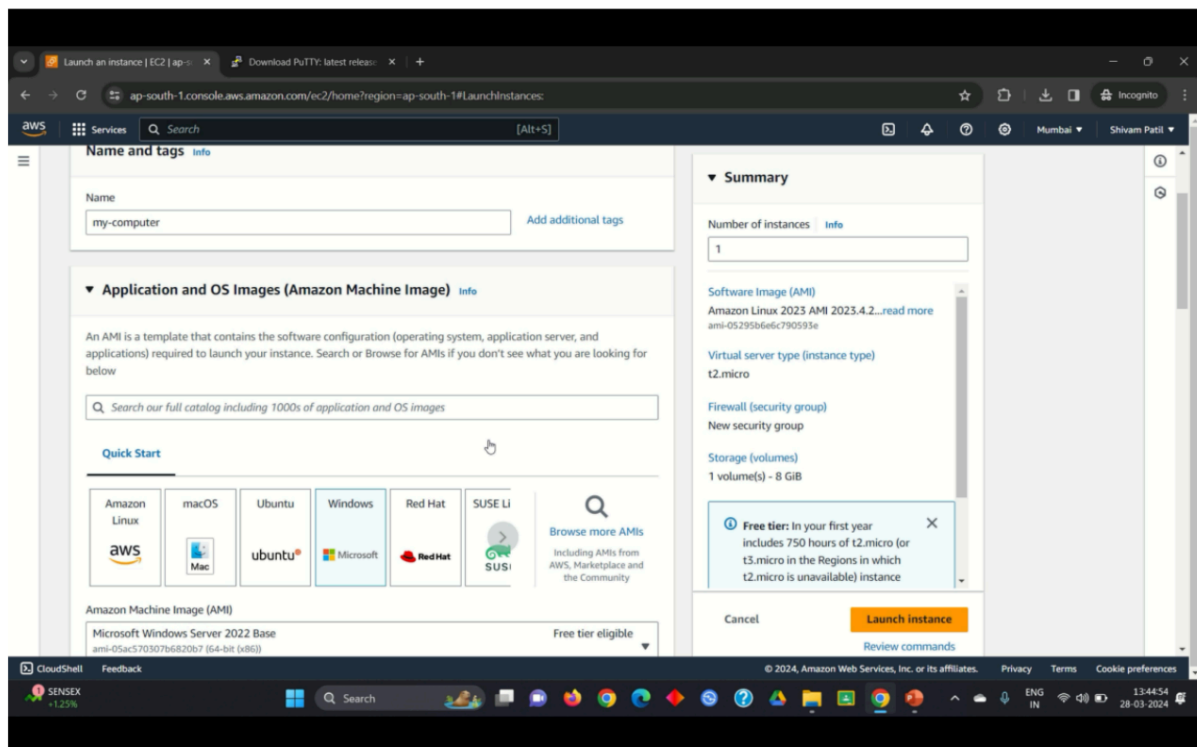 Launch an instance | EC2 | ap-s
Download PuTTY: latest release
ap-south-1.console.aws.amazon.com/ec2/home?region=ap-south-1#LaunchInstances:
Incognito
aws
Services
Search
[Alt+S]
Mumbai
Shivam Patil
Name and tags Info
Name
my-computer
Add additional tags
Application and OS Images (Amazon Machine Image) Info
An AMI is a template that contains the software configuration (operating system, application server, and
applications) required to launch your instance. Search or Browse for AMIs if you don't see what you are looking for
below
Search our full catalog including 1000s of application and OS images
Quick Start
Amazon
Linux
aws
macOS
Mac
Ubuntu
ubuntu®
Windows
Microsoft
Red Hat
Red Hat
SUSE Li
SUS
Browse more AMIs
Including AMIs from
AWS, Marketplace and
the Community
Amazon Machine Image (AMI)
Microsoft Windows Server 2022 Base
Free tier eligible
ami-05ac570307b6820b7 (64-bit (x86))
Summary
Number of instances Info
1
Software Image (AMI)
Amazon Linux 2023 AMI 2023.4.2...read more
ami-05295b6e6c790593e
Virtual server type (instance type)
t2.micro
Firewall (security group)
New security group
Storage (volumes)
1 volume(s) - 8 GiB
Free tier: In your first year
includes 750 hours of t2.micro (or
t3.micro in the Regions in which
t2.micro is unavailable) instance
Cancel
Launch instance
Review commands
CloudShell
Feedback
© 2024, Amazon Web Services, Inc. or its affiliates.
Privacy
Terms
Cookie preferences
1
SENSEX
+1.25%
Search
ENG
IN
13:44:54
28-03-2024